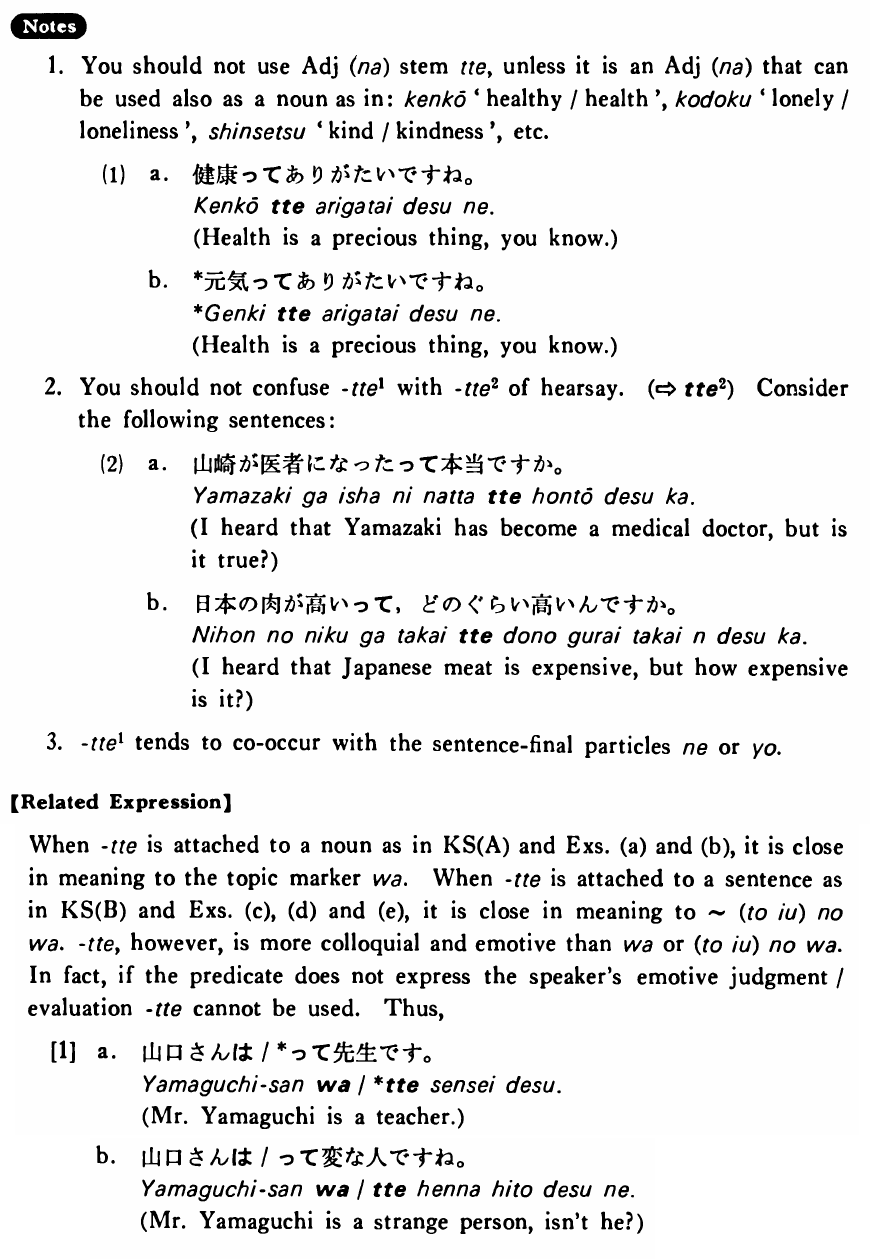 Notes
1. You should not use Adj (na) stem tte, unless it is an Adj (na) that can
be used also as a noun as in: kenkō ‘healthy / health’, kodoku ‘lonely /
loneliness’, shinsetsu ‘kind / kindness’, etc.
(1) a. 健康ってありがたいですね。
Kenkō tte arigatai desu ne.
(Health is a precious thing, you know.)
b. *元気ってありがたいですね。
*Genki tte arigatai desu ne.
(Health is a precious thing, you know.)
2. You should not confuse -tte¹ with -tte² of hearsay. (⇨ tte²) Consider
the following sentences:
(2) a. 山崎が医者になったって本当ですか。
Yamazaki ga isha ni natta tte hontō desu ka.
(I heard that Yamazaki has become a medical doctor, but is
it true?)
b. 日本の肉が高いって, どのぐらい高いんですか。
Nihon no niku ga takai tte dono gurai takai n desu ka.
(I heard that Japanese meat is expensive, but how expensive
is it?)
3. -tte¹ tends to co-occur with the sentence-final particles ne or yo.
【Related Expression】
When -tte is attached to a noun as in KS(A) and Exs. (a) and (b), it is close
in meaning to the topic marker wa. When -tte is attached to a sentence as
in KS(B) and Exs. (c), (d) and (e), it is close in meaning to ~ (to iu) no
wa. -tte, however, is more colloquial and emotive than wa or (to iu) no wa.
In fact, if the predicate does not express the speaker's emotive judgment /
evaluation -tte cannot be used. Thus,
[1] a. 山口さんは / *って先生です。
Yamaguchi-san wa / *tte sensei desu.
(Mr. Yamaguchi is a teacher.)
b. 山口さんは / って変な人ですね。
Yamaguchi-san wa / tte henna hito desu ne.
(Mr. Yamaguchi is a strange person, isn't he?)